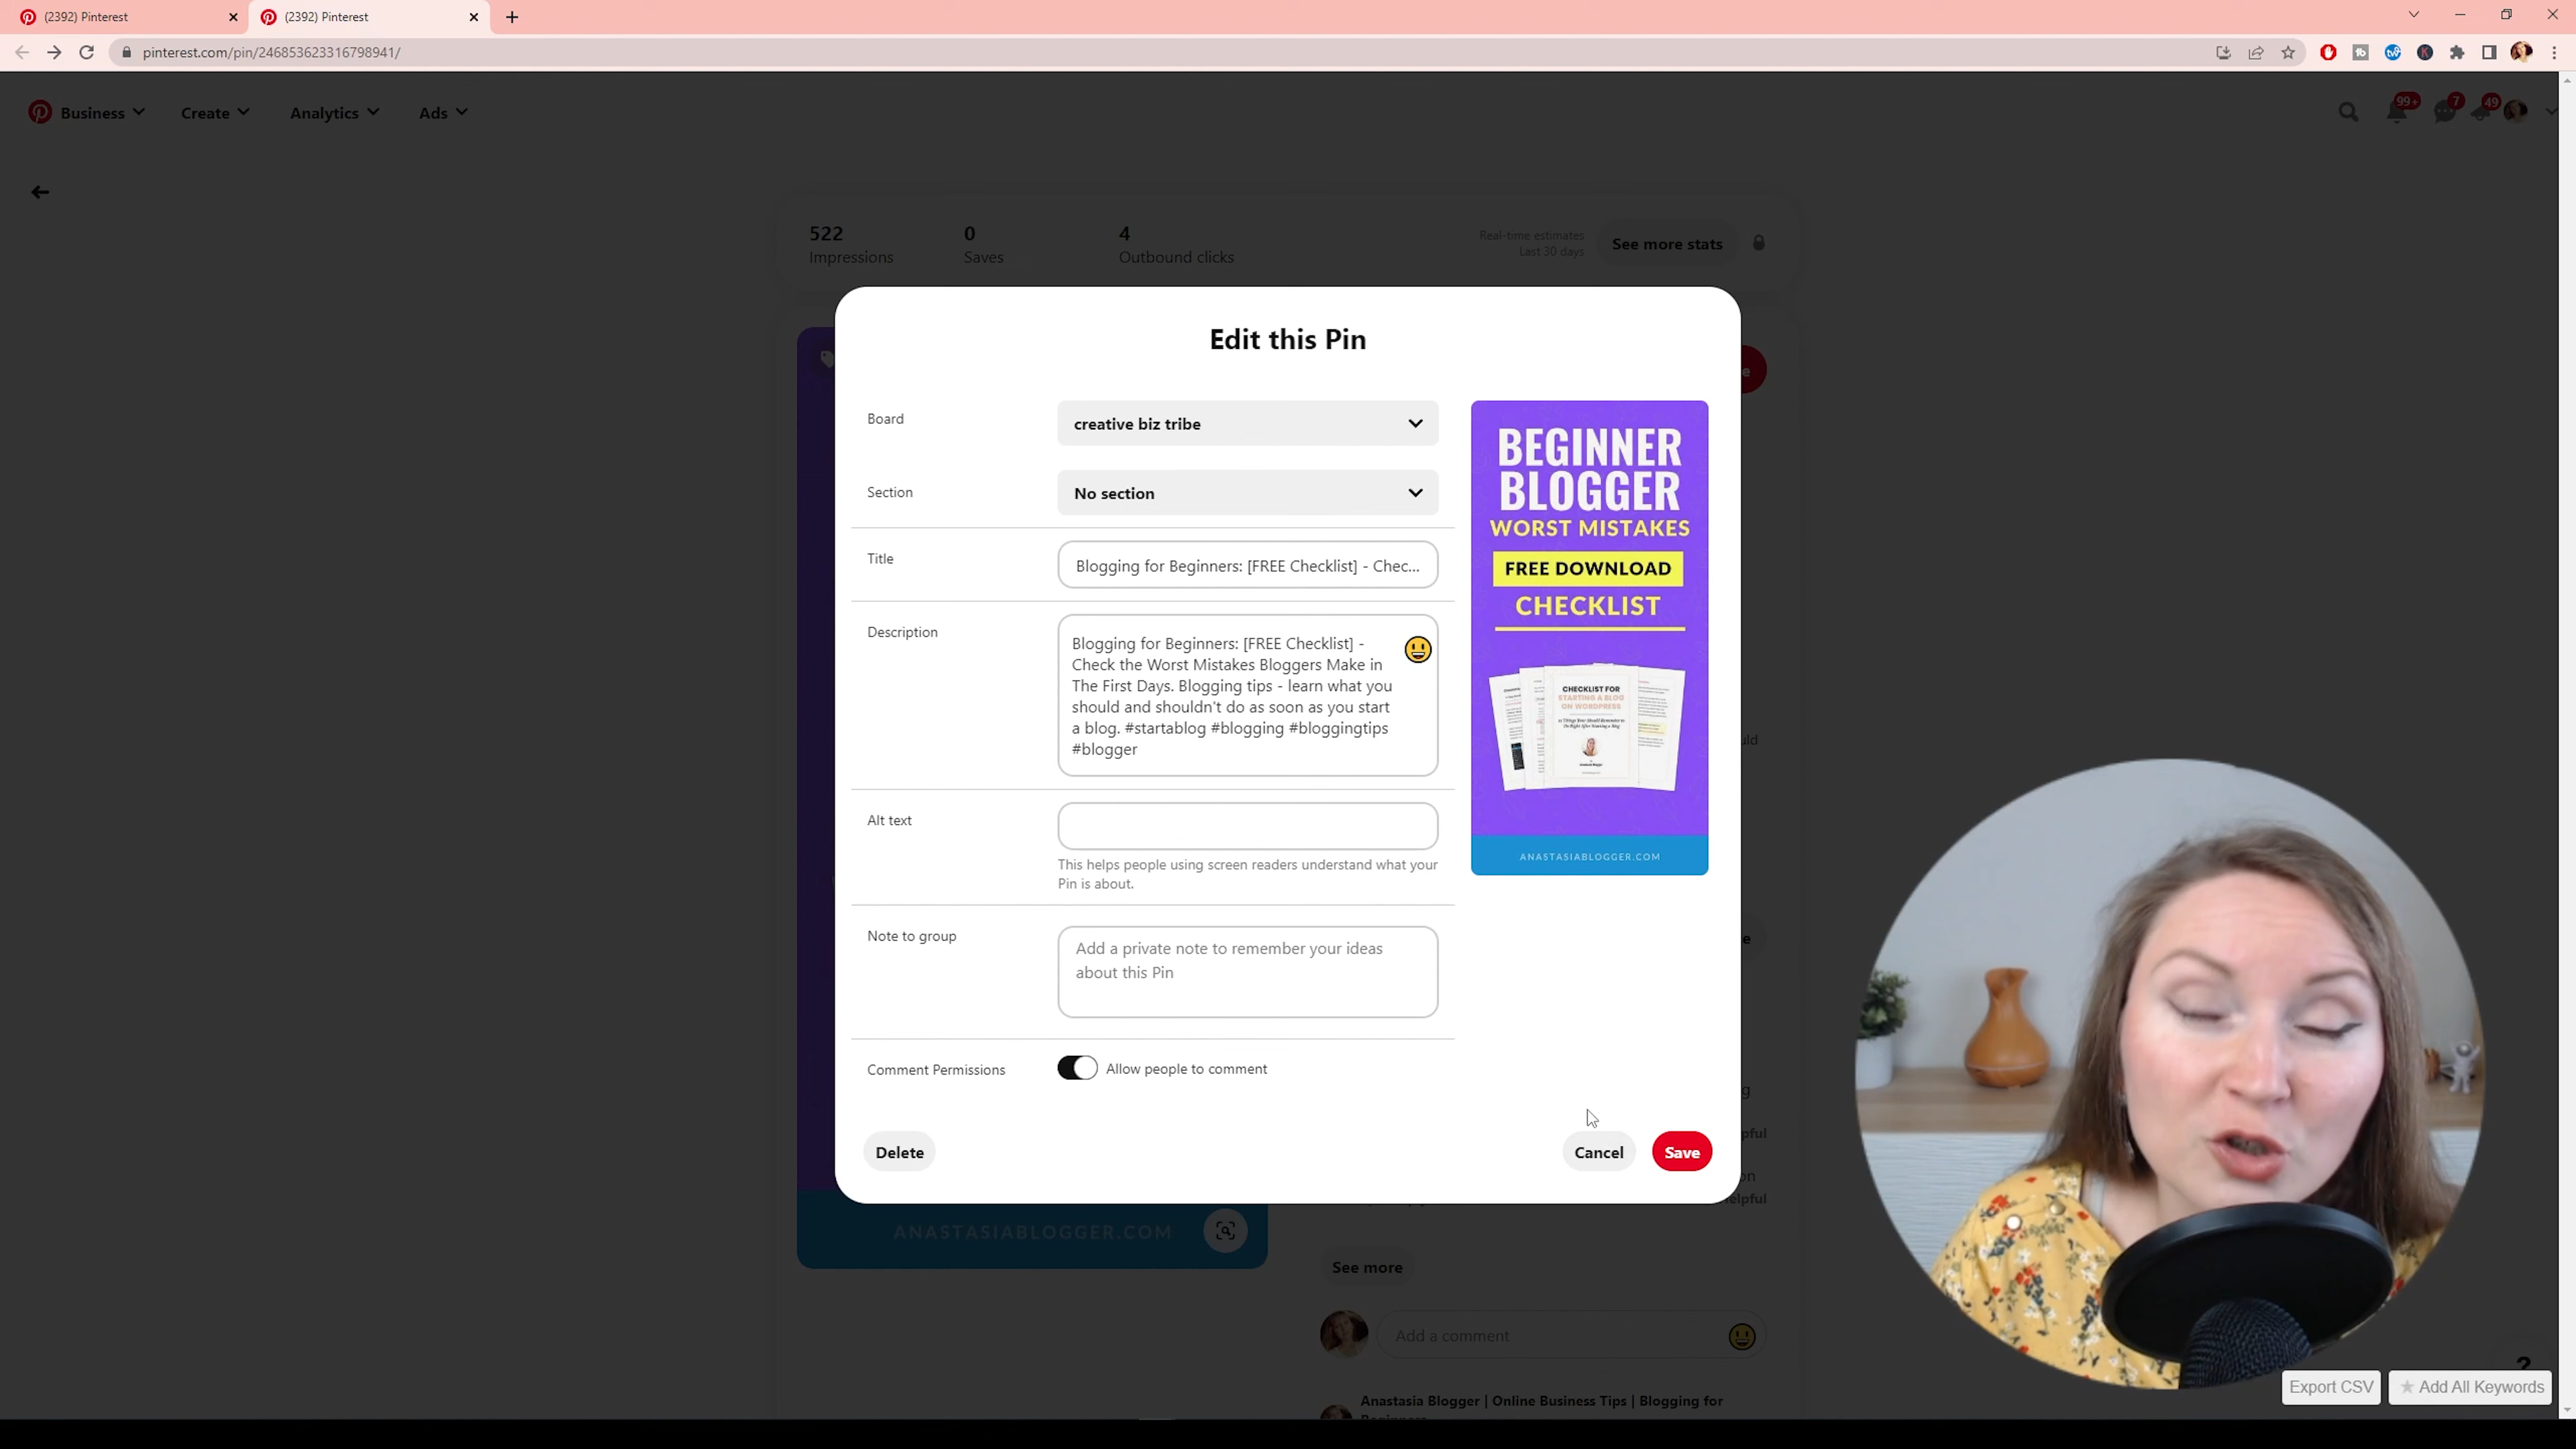 (2392) Pinterest
(2392) Pinterest
pinterest.com/pin/246853623316798941/
Business
Create
Analytics
Ads
99+
7
49
522
Impressions
0
Saves
4
Outbound clicks
Real-time estimates
Last 30 days
See more stats
Edit this Pin
Board
creative biz tribe
Section
No section
Title
Blogging for Beginners: [FREE Checklist] - Chec...
Description
Blogging for Beginners: [FREE Checklist] -
Check the Worst Mistakes Bloggers Make in
The First Days. Blogging tips - learn what you
should and shouldn't do as soon as you start
a blog. #startablog #blogging #bloggingtips
#blogger
Alt text
This helps people using screen readers understand what your
Pin is about.
Note to group
Add a private note to remember your ideas
about this Pin
Comment Permissions
Allow people to comment
Delete
Cancel
Save
BEGINNER
BLOGGER
WORST MISTAKES
FREE DOWNLOAD
CHECKLIST
CHECKLIST FOR
STARTING A BLOG
ON WORDPRESS
ANASTASIABLOGGER.COM
ANASTASIABLOGGER.COM
See more
Add a comment
Anastasia Blogger | Online Business Tips | Blogging for
Beginners
?
Export CSV
Add All Keywords